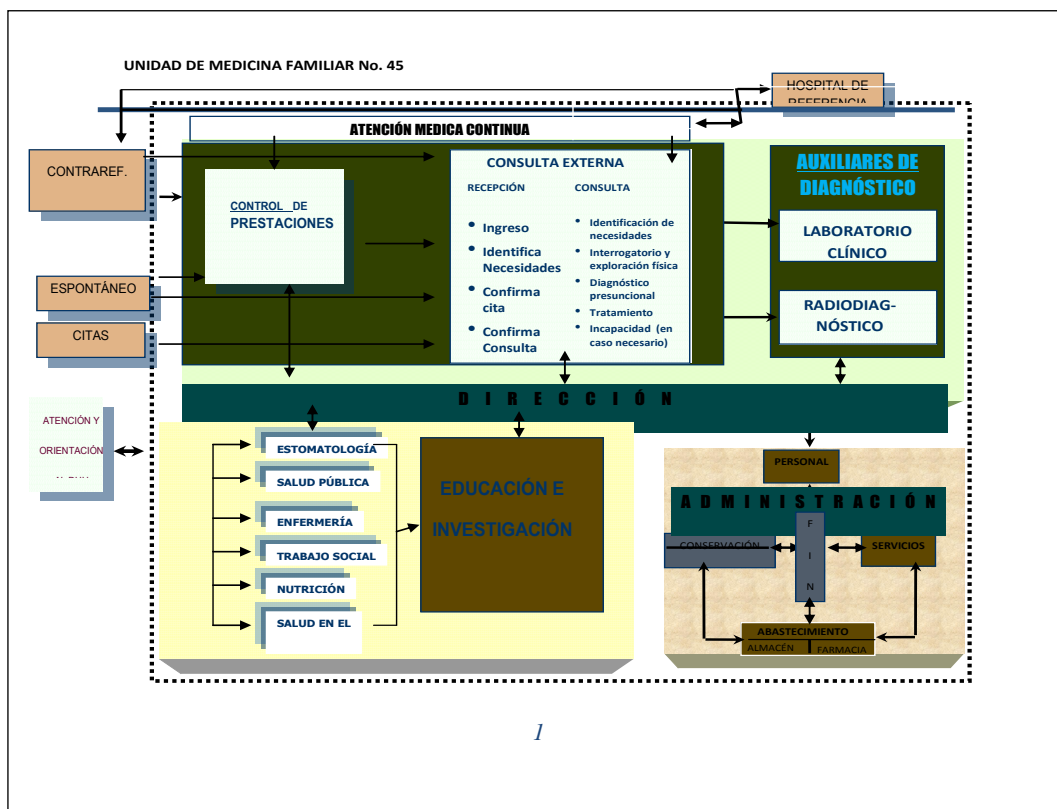 UNIDAD DE MEDICINA FAMILIAR No. 45
HOSPITAL DE
REFERENCIA
ATENCIÓN MEDICA CONTINUA
CONTRAREF.
ESPONTÁNEO
CITAS
ATENCIÓN Y
ORIENTACIÓN
CONTROL DE
PRESTACIONES
CONSULTA EXTERNA
RECEPCIÓN
• Ingreso
• Identifica
Necesidades
• Confirma
cita
• Confirma
Consulta
CONSULTA
• Identificación de
necesidades
• Interrogatorio y
exploración física
• Diagnóstico
presuncional
• Tratamiento
• Incapacidad (en
caso necesario)
AUXILIARES DE
DIAGNÓSTICO
LABORATORIO
CLÍNICO
RADIODIAG-
NÓSTICO
DIRECCIÓN
ESTOMATOLOGÍA
SALUD PÚBLICA
ENFERMERÍA
TRABAJO SOCIAL
NUTRICIÓN
SALUD EN EL
EDUCACIÓN E
INVESTIGACIÓN
PERSONAL
ADMINISTRACIÓN
CONSERVACIÓN
F
I
N
SERVICIOS
ABASTECIMIENTO
ALMACÉN
FARMACIA
1